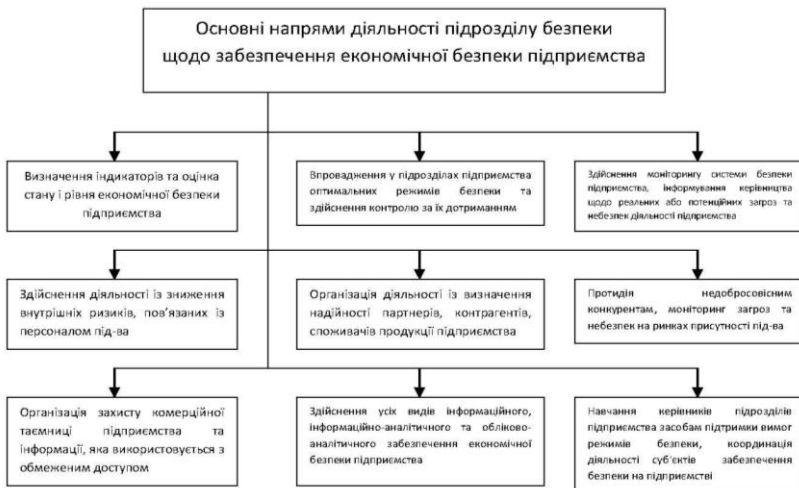 Основні напрями діяльності підрозділу безпеки
щодо забезпечення економічної безпеки підприємства
Визначення індикаторів та оцінка
стану і рівня економічної безпеки
підприємства
Впровадження у підрозділах підприємства
оптимальних режимів безпеки та
здійснення контролю за їх дотриманням
Здійснення моніторингу системи безпеки
підприємства, інформування керівництва
щодо реальних або потенційних загроз та
небезпек діяльності підприємства
Здійснення діяльності із зниження
внутрішніх ризиків, пов'язаних із
персоналом під-ва
Організація діяльності із визначення
надійності партнерів, контрагентів,
споживачів продукції підприємства
Протидія недобросовісним
конкурентам, моніторинг загроз та
небезпек на ринках присутності під-ва
Організація захисту комерційної
таємниці підприємства та
інформації, яка використовується з
обмеженим доступом
Здійснення усіх видів інформаційного,
інформаційно-аналітичного та обліково-
аналітичного забезпечення економічної
безпеки підприємства
Навчання керівників підрозділів
підприємства засобам підтримки вимог
режимів безпеки, координація
діяльності суб'єктів забезпечення
безпеки на підприємстві